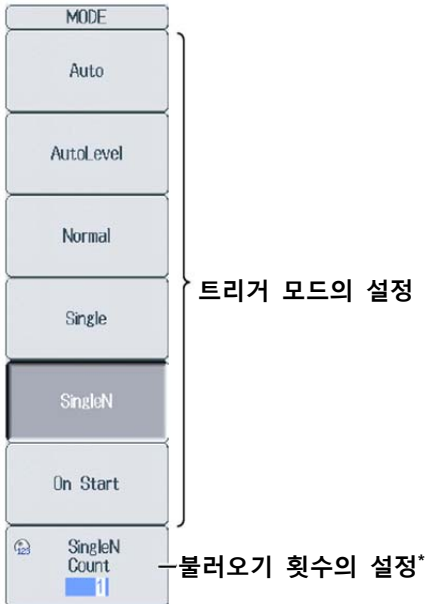 MODE
Auto
AutoLevel
Normal
트리거 모드의 설정
Single
SingleN
On Start
SingleN
Count
불러오기 횟수의 설정*
1